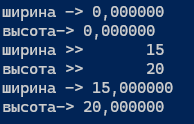 ширина -> 0,000000
высота-> 0,000000
ширина >>        15
высота >>        20
ширина -> 15,000000
высота-> 20,000000